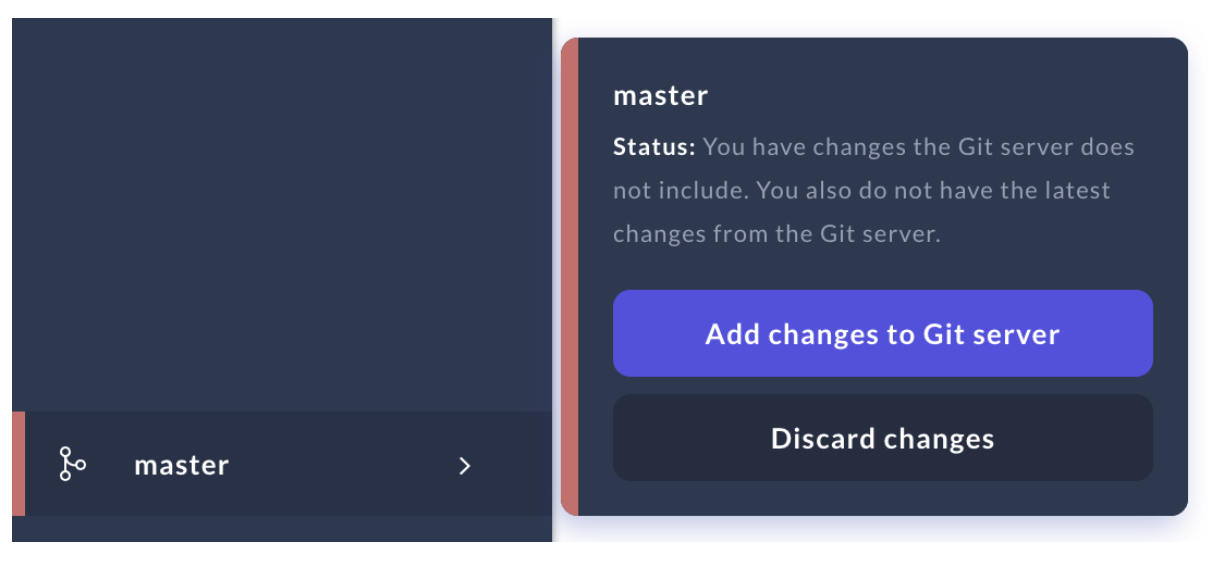 master
master
Status: You have changes the Git server does
not include. You also do not have the latest
changes from the Git server.
Add changes to Git server
Discard changes